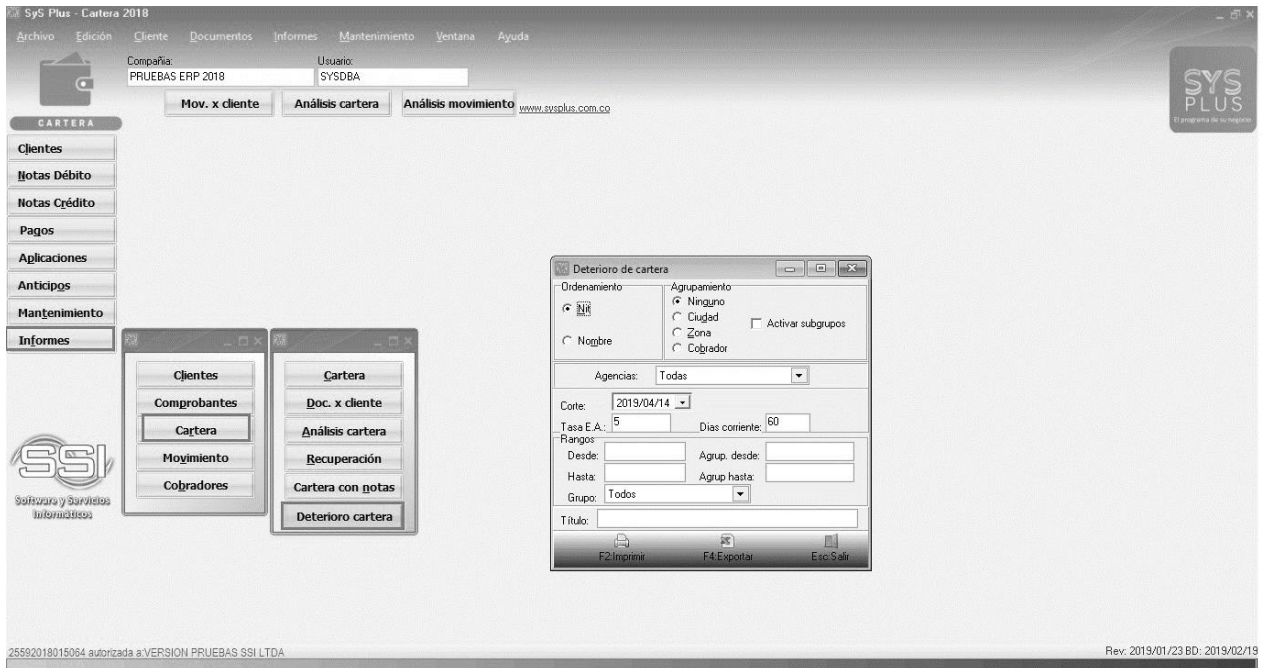 SyS Plus - Cartera 2018
Archivo Edición Cliente Documentos Informes Mantenimiento Ventana Ayuda
Compañia: Usuario:
PRUEBAS ERP 2018 SYSDBA
Mov. x cliente Análisis cartera Análisis movimiento www.sysplus.com.co
SYS
PLUS
El programa de su negocio
CARTERA
Clientes
Notas Débito
Notas Crédito
Pagos
Aplicaciones
Anticipos
Mantenimiento
Informes
Clientes
Comprobantes
Cartera
Movimiento
Cobradores
Cartera
Doc. x cliente
Análisis cartera
Recuperación
Cartera con notas
Deterioro cartera
SSI
Software y Servicios
Informáticos
Deterioro de cartera
Ordenamiento Agrupamiento
Nit Ninguno
Ciudad Activar subgrupos
Zona
Nombre Cobrador
Agencias: Todas
Corte: 2019/04/14
Tasa E.A.: 5 Dias corriente: 60
Rangos
Desde: Agrup. desde:
Hasta: Agrup hasta:
Grupo: Todos
Título:
F2:Imprimir F4:Exportar Esc:Salir
25592018015064 autorizada a:VERSION PRUEBAS SSI LTDA Rev: 2019/01/23 BD: 2019/02/19